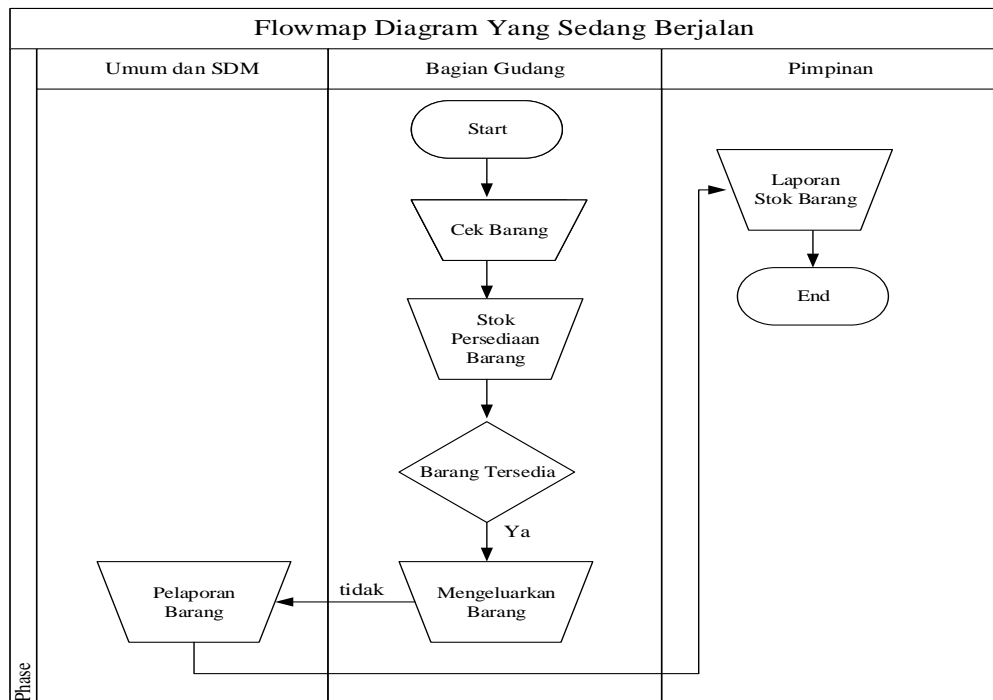 Flowmap Diagram Yang Sedang Berjalan
Umum dan SDM
Bagian Gudang
Pimpinan
Start
Cek Barang
Stok
Persediaan
Barang
Barang Tersedia
Ya
Mengeluarkan
Barang
tidak
Pelaporan
Barang
Laporan
Stok Barang
End
Phase